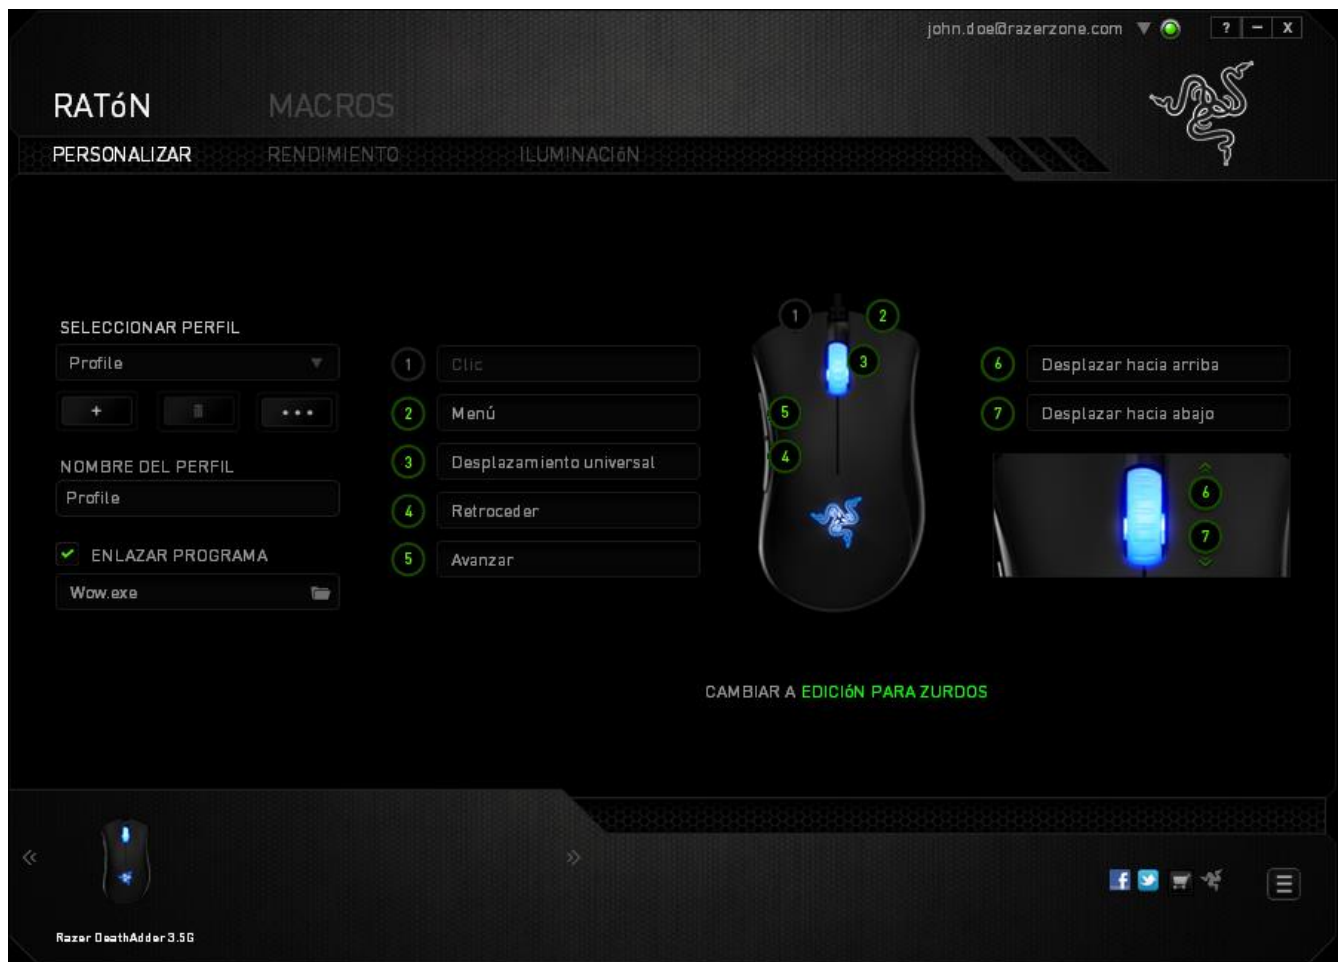 john.doe@razerzone.com
? – X
RATóN MACROS
PERSONALIZAR RENDIMIENTO ILUMINACIóN
SELECCIONAR PERFIL
Profile
+ •••
NOMBRE DEL PERFIL
Profile
ENLAZAR PROGRAMA
Wow.exe
1 Clic
2 Menú
3 Desplazamiento universal
4 Retroceder
5 Avanzar
1 2
3
5
4
6 Desplazar hacia arriba
7 Desplazar hacia abajo
6
7
CAMBIAR A EDICIóN PARA ZURDOS
Razer DeathAdder 3.5G